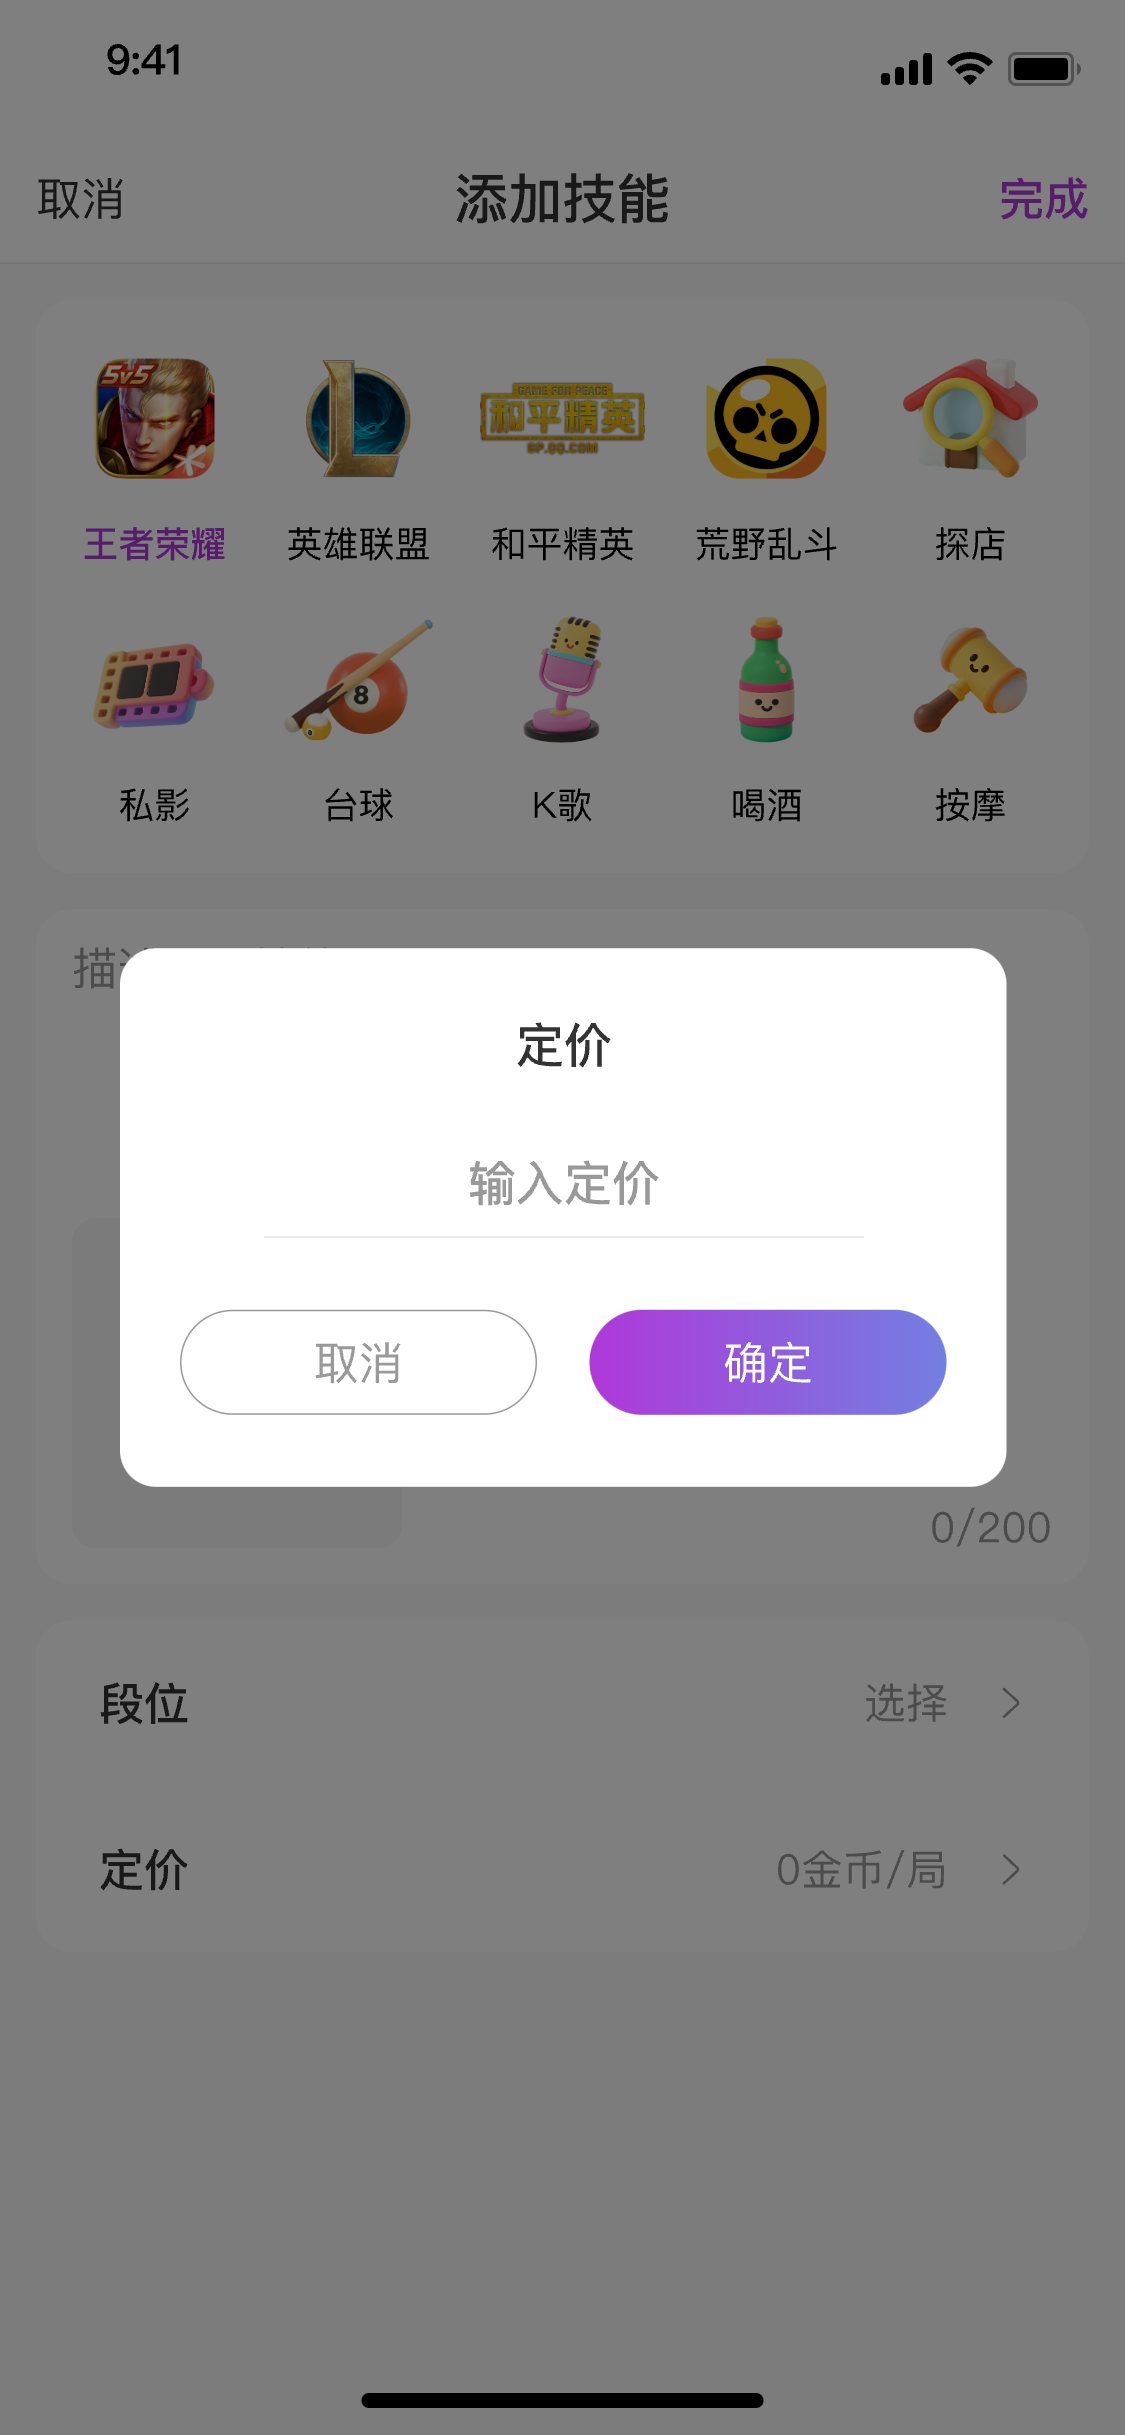 9:41
取消 添加技能 完成
5v5
GAME FOR PEACE
和平精英
GP.QQ.COM
王者荣耀 英雄联盟 和平精英 荒野乱斗 探店
8
私影 台球 K歌 喝酒 按摩
描
定价
输入定价
取消 确定
0/200
段位 选择
定价 0金币/局